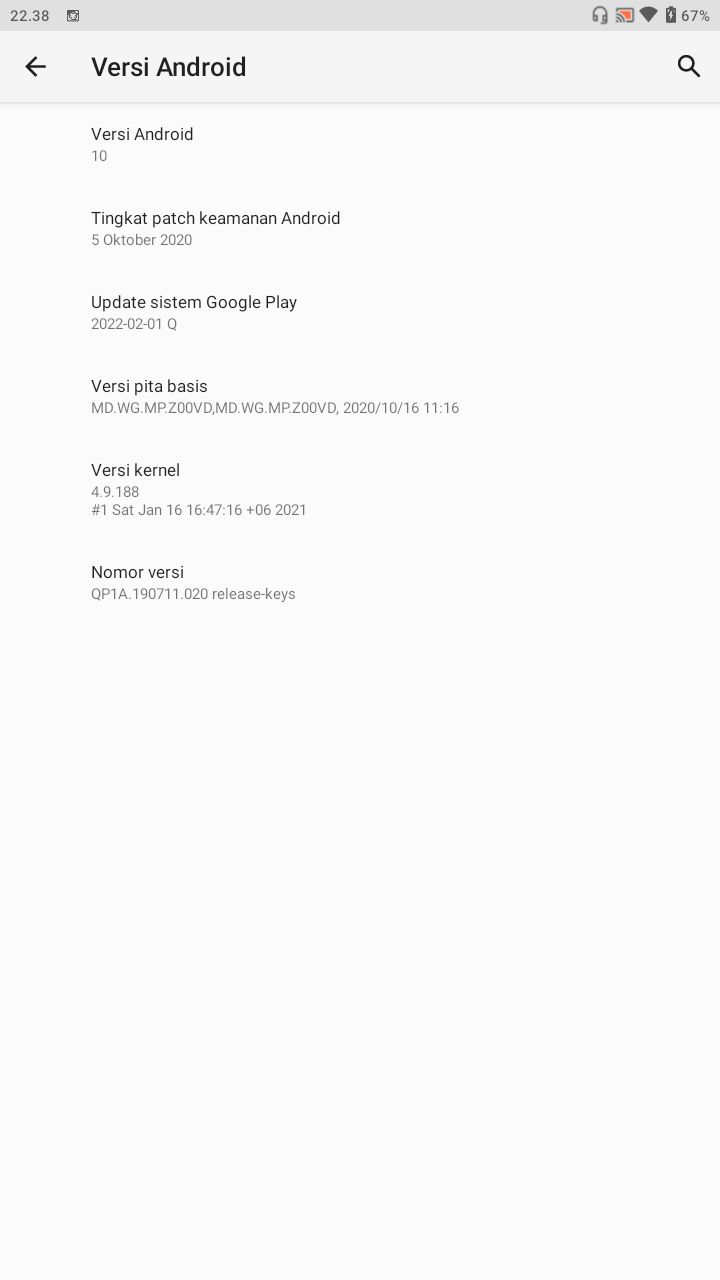 22.38
67%
Versi Android
Versi Android
10
Tingkat patch keamanan Android
5 Oktober 2020
Update sistem Google Play
2022-02-01 Q
Versi pita basis
MD.WG.MP.Z00VD,MD.WG.MP.Z00VD, 2020/10/16 11:16
Versi kernel
4.9.188
#1 Sat Jan 16 16:47:16 +06 2021
Nomor versi
QP1A.190711.020 release-keys